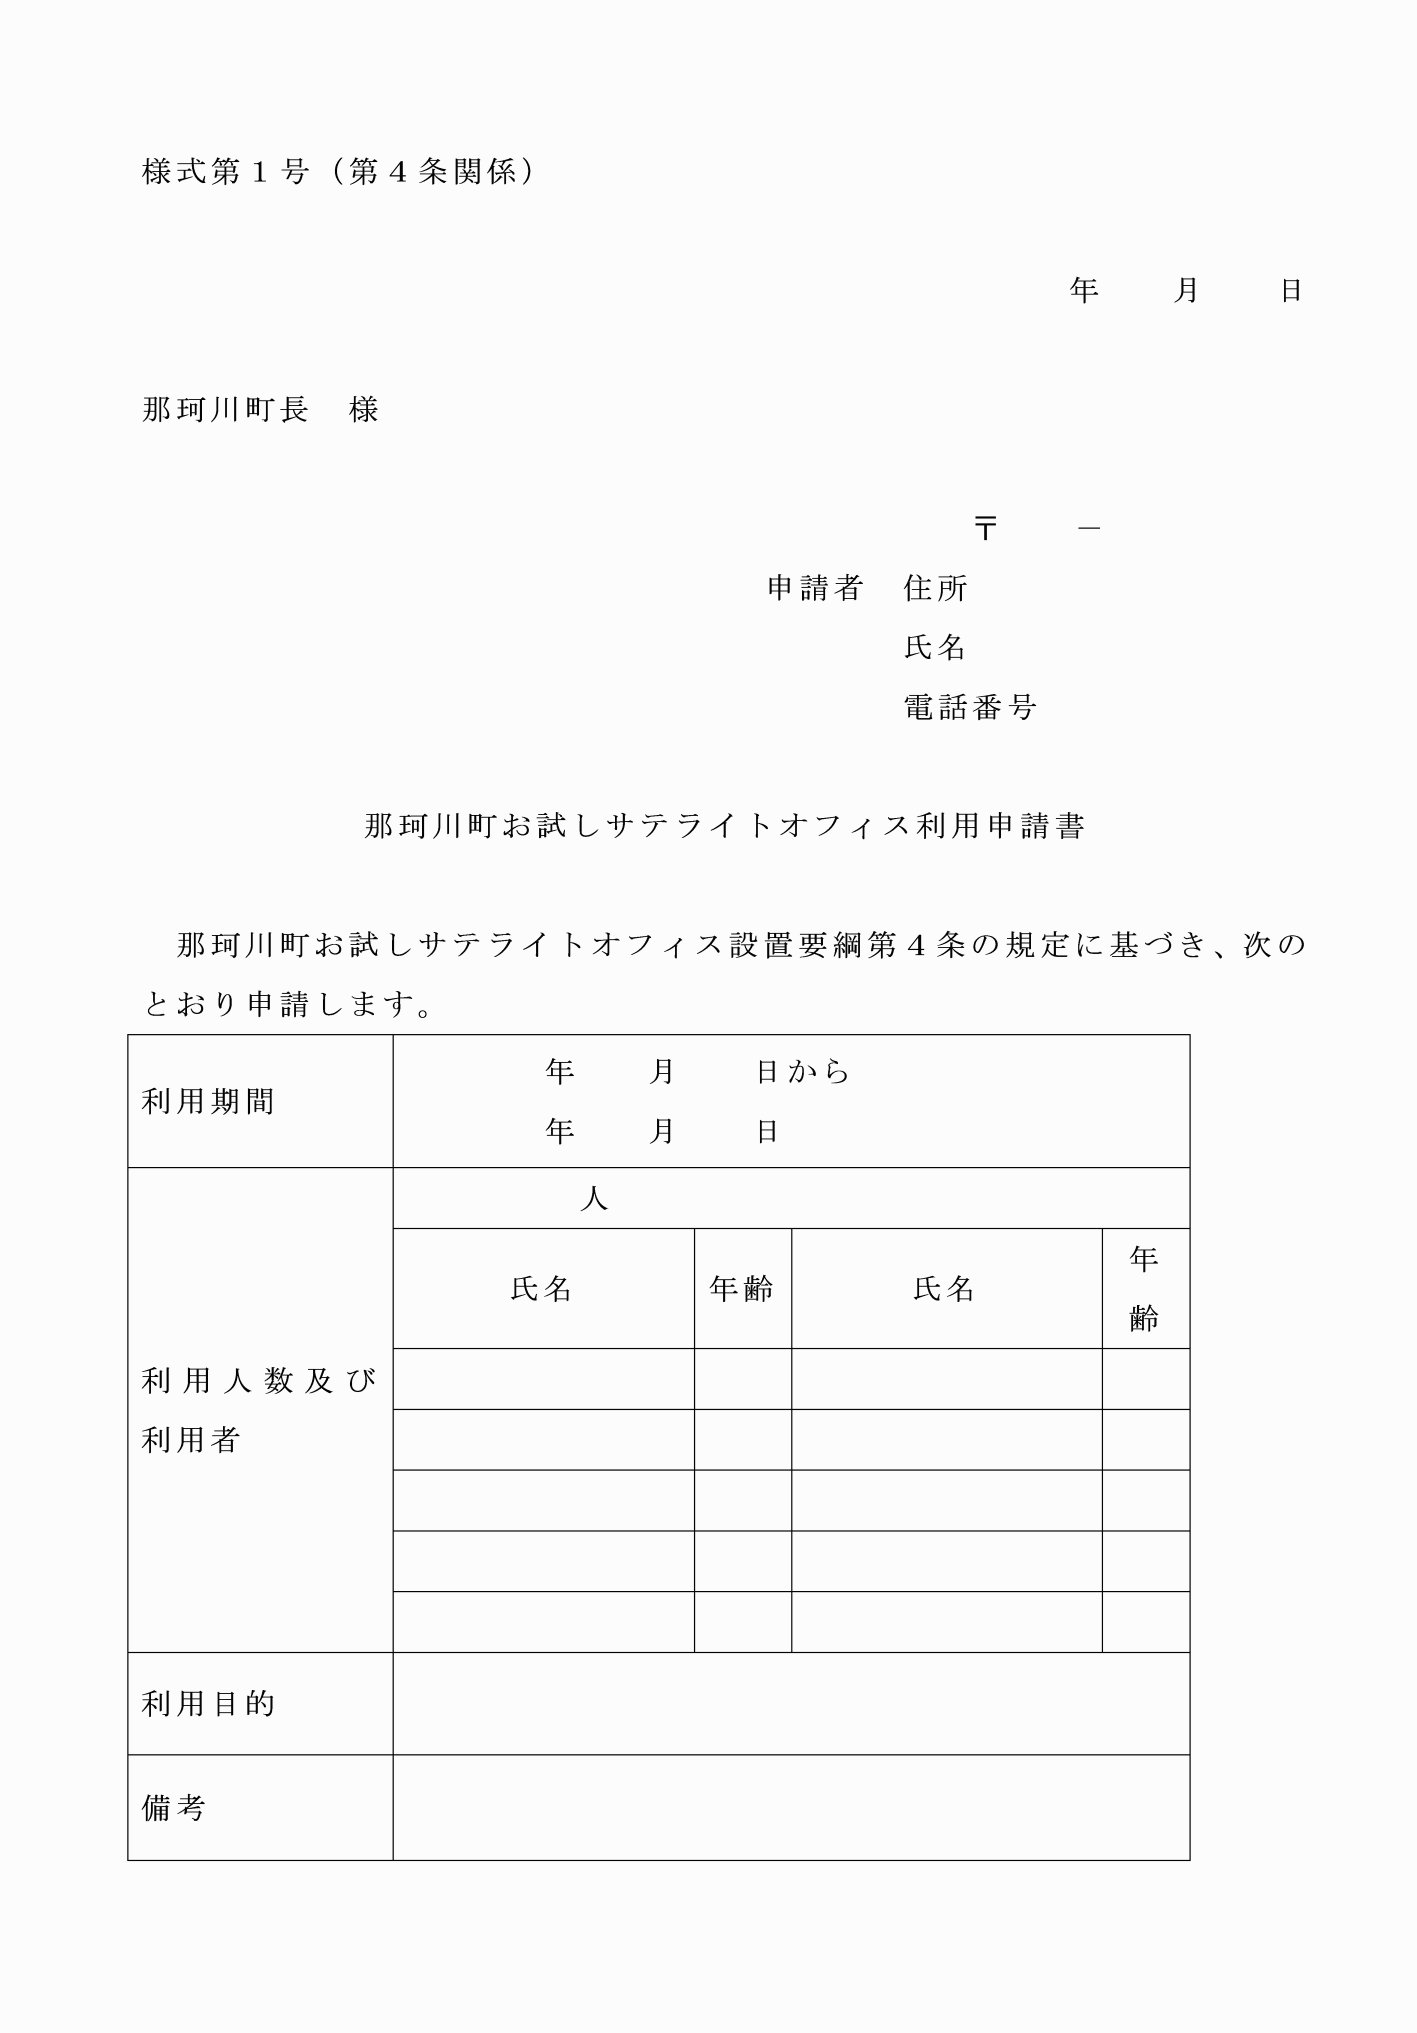 様式第１号（第４条関係）
年　　月　　日
那珂川町長　様
〒　　－
申請者　住所
氏名
電話番号
那珂川町お試しサテライトオフィス利用申請書
那珂川町お試しサテライトオフィス設置要綱第４条の規定に基づき、次の
とおり申請します。
利用期間
年　　月　　日から
年　　月　　日
利用人数及び
利用者
人
氏名　年齢　氏名　年
齢
利用目的
備考